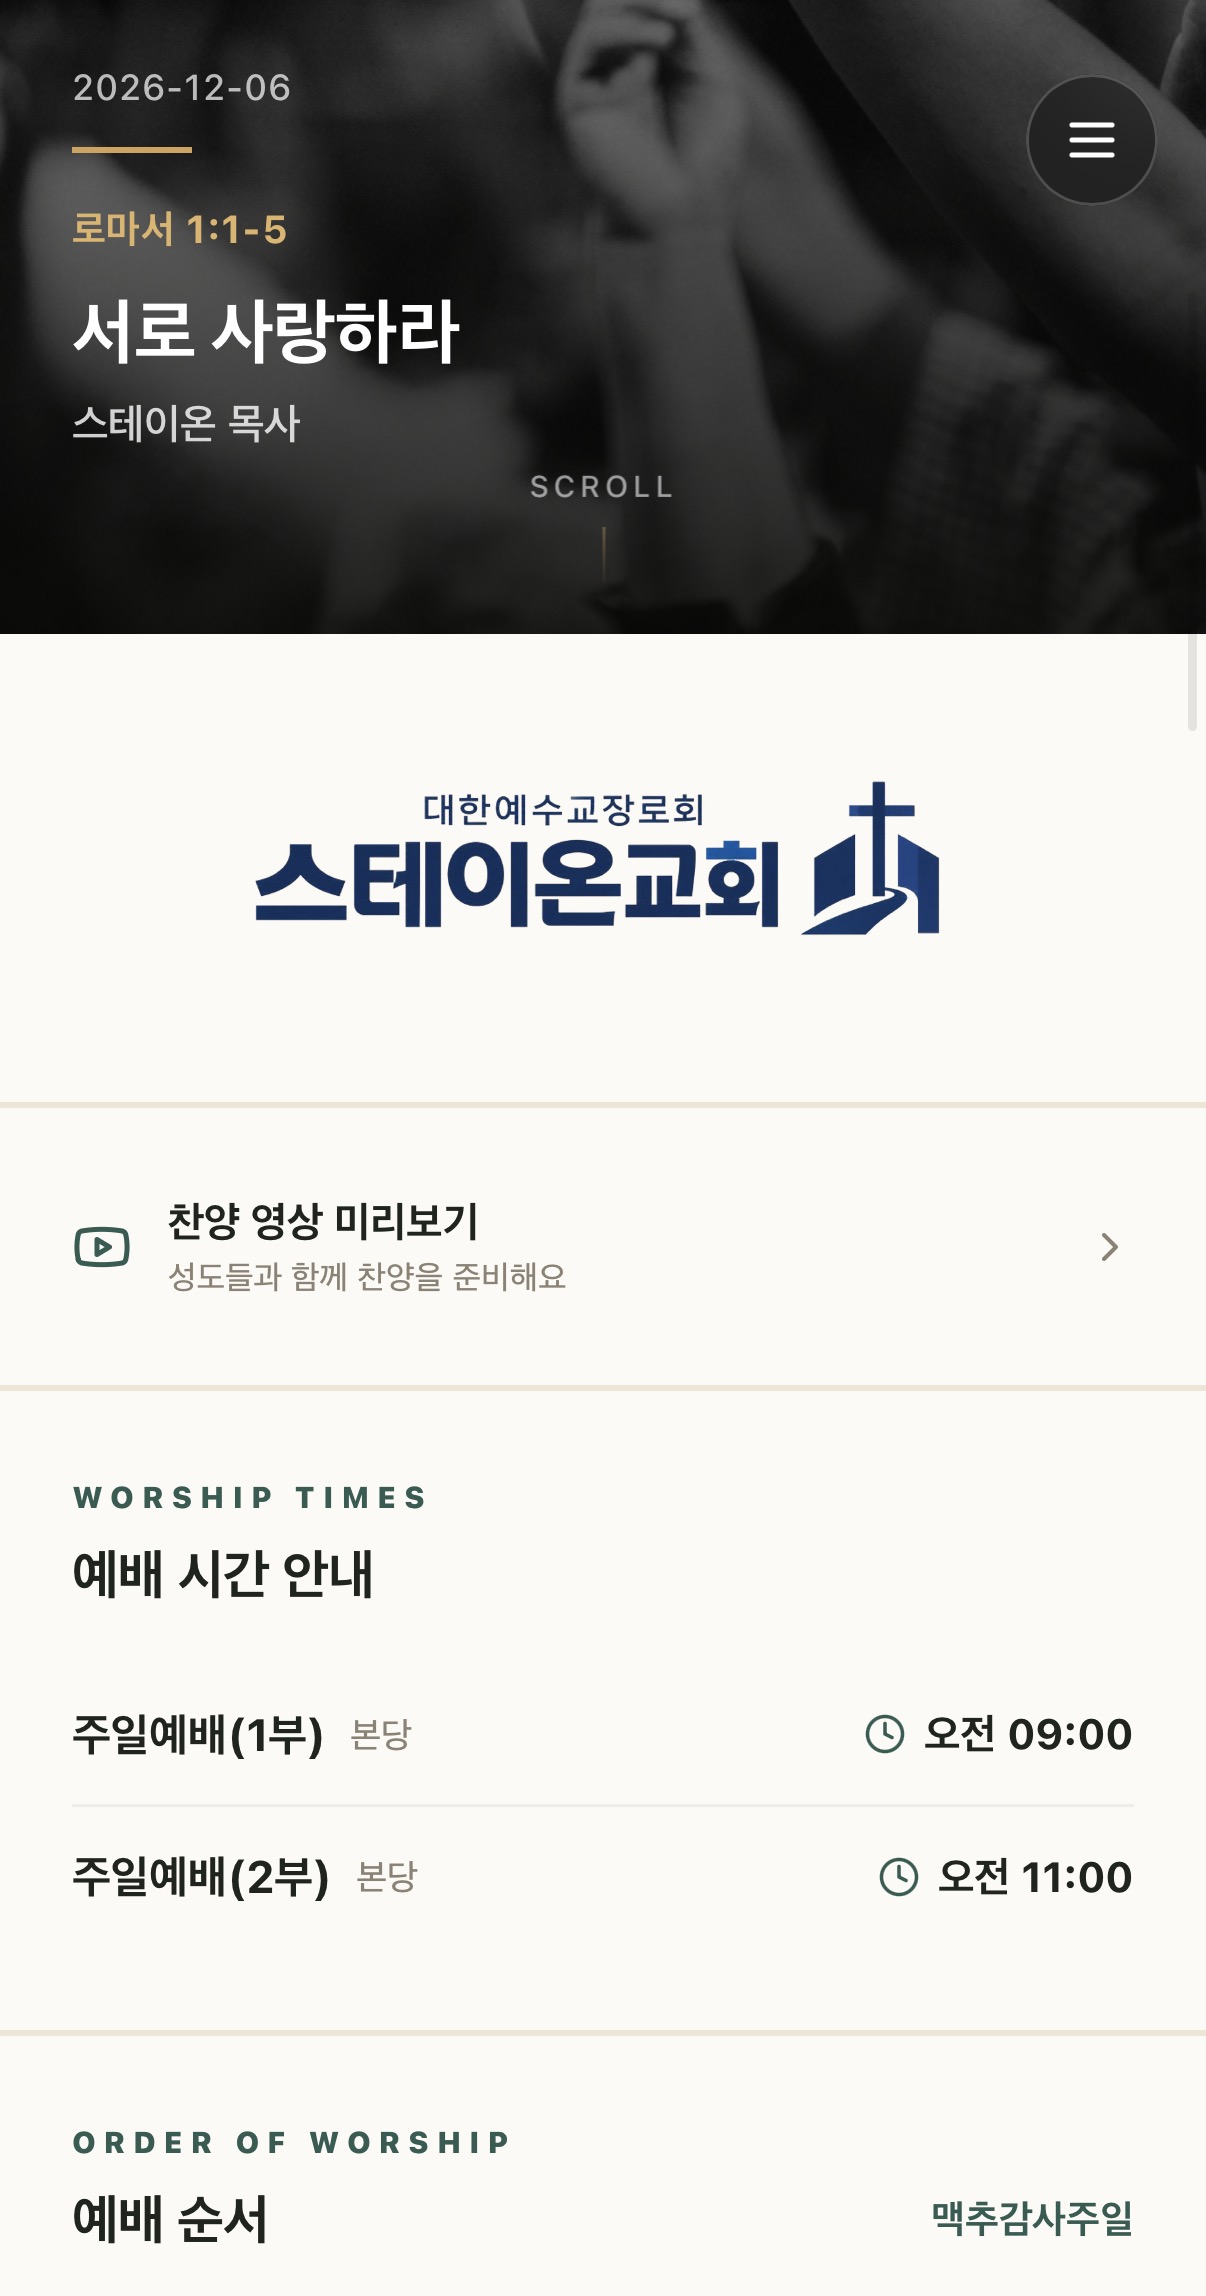 2026-12-06
로마서 1:1-5
서로 사랑하라
스테이온 목사
SCROLL
대한예수교장로회
스테이온교회
찬양 영상 미리보기
성도들과 함께 찬양을 준비해요
WORSHIP TIMES
예배 시간 안내
주일예배(1부) 본당 오전 09:00
주일예배(2부) 본당 오전 11:00
ORDER OF WORSHIP
예배 순서 맥추감사주일